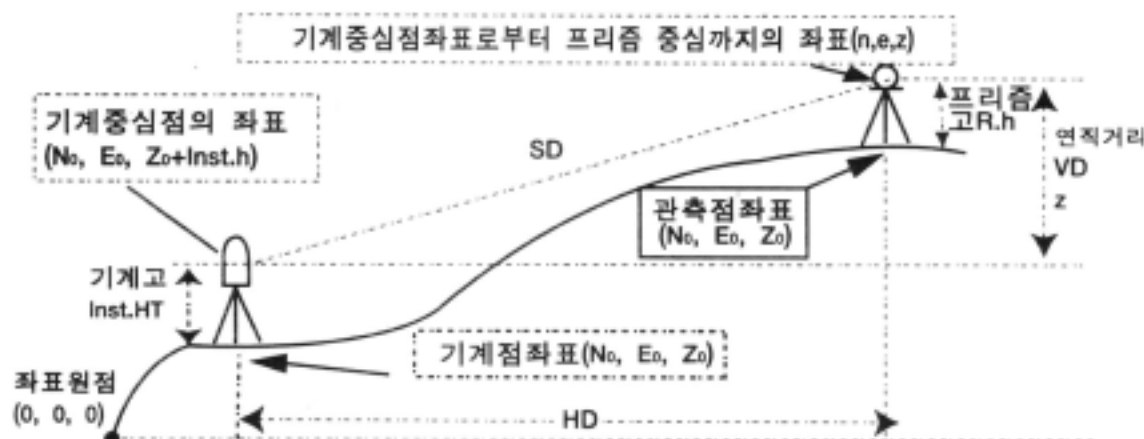 기계중심점좌표로부터 프리즘 중심까지의 좌표(n,e,z)
기계중심점의 좌표
(N₀, E₀, Z₀+Inst.h)
프리즘
고R.h
연직거리
VD
z
SD
관측점좌표
(N₀, E₀, Z₀)
기계고
Inst.HT
기계점좌표(N₀, E₀, Z₀)
좌표원점
(0, 0, 0)
HD